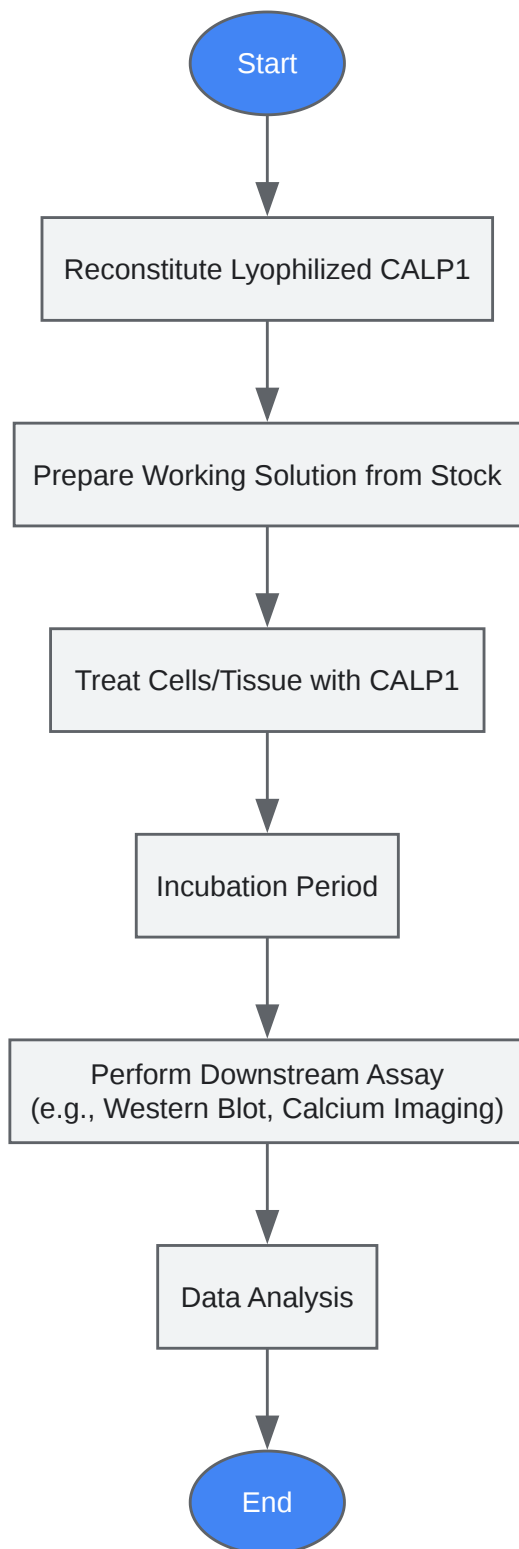 Start
Reconstitute Lyophilized CALP1
Prepare Working Solution from Stock
Treat Cells/Tissue with CALP1
Incubation Period
Perform Downstream Assay
(e.g., Western Blot, Calcium Imaging)
Data Analysis
End